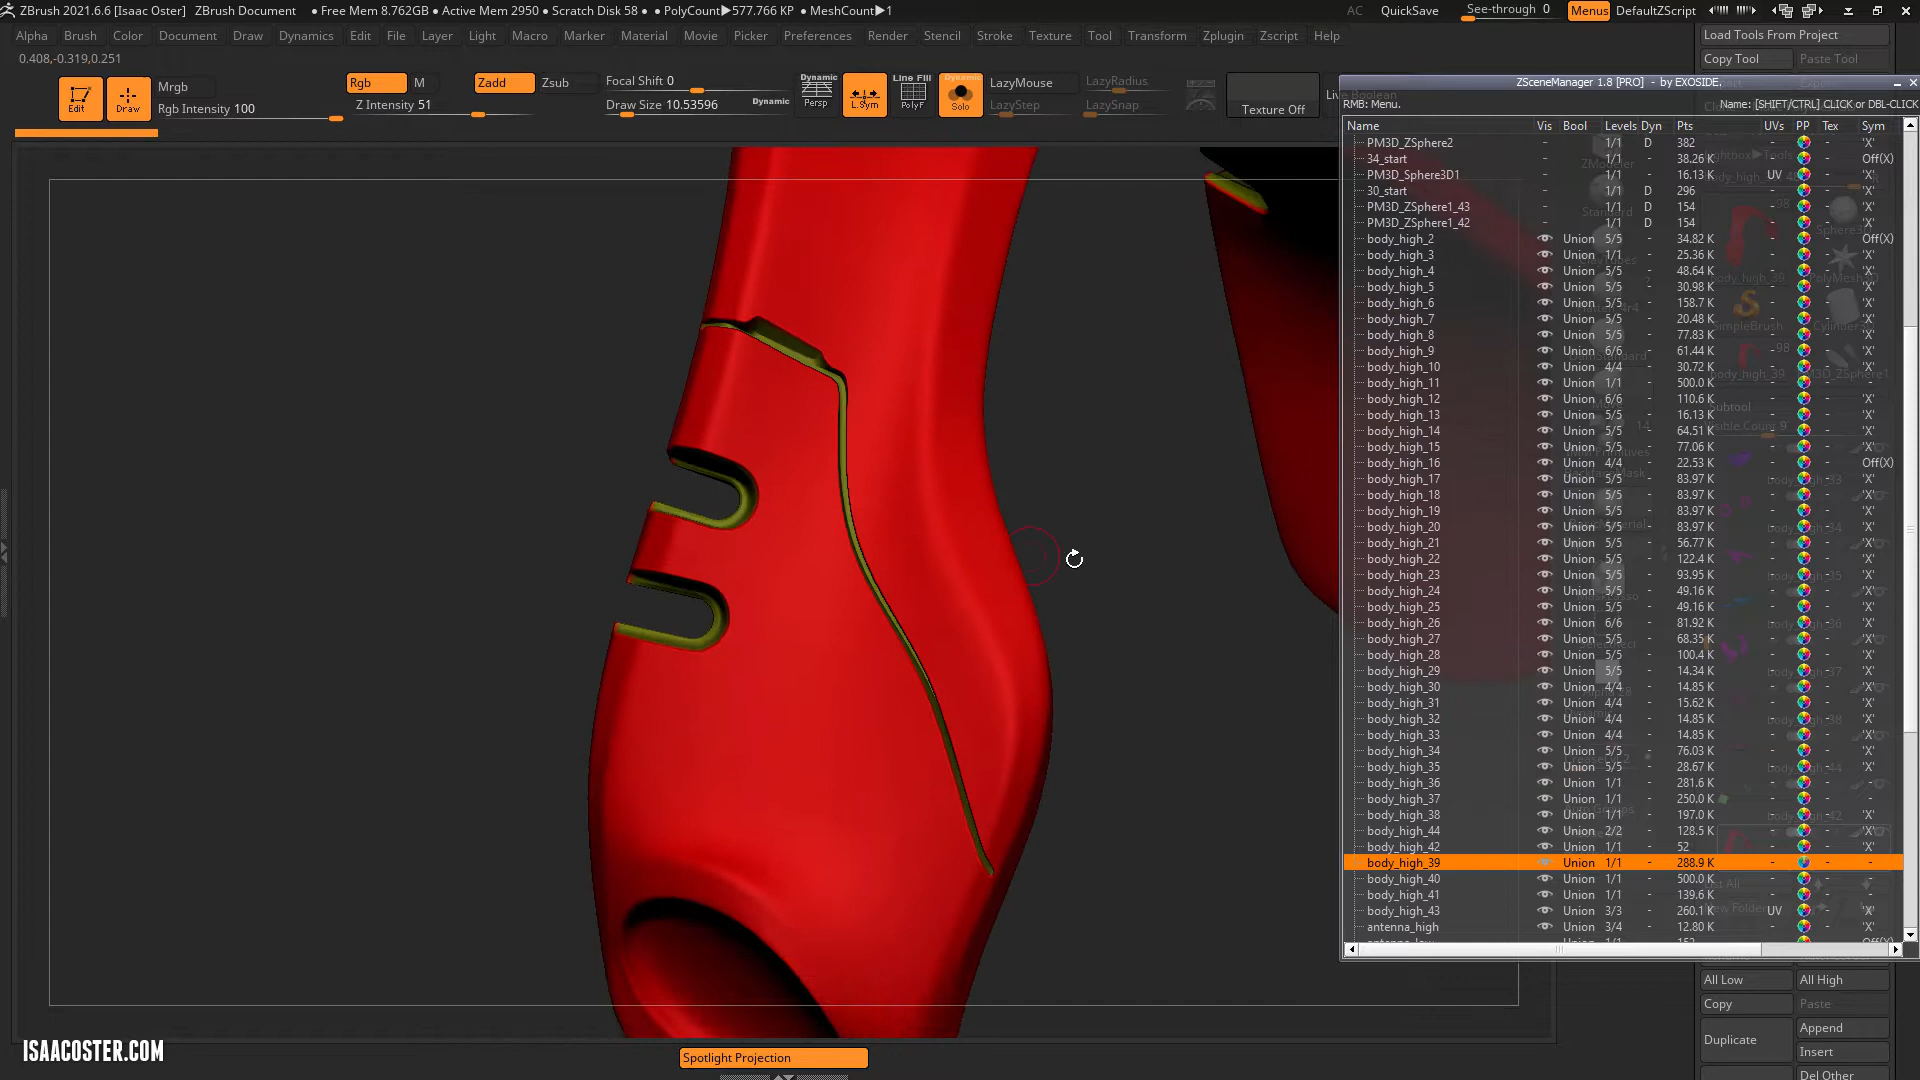 ZBrush 2021.6.6 [Isaac Oster] ZBrush Document • Free Mem 8.762GB • Active Mem 2950 • Scratch Disk 58 • PolyCount▶577.766 KP • MeshCount▶1 AC QuickSave See-through 0 Menus DefaultZScript
Alpha Brush Color Document Draw Dynamics Edit File Layer Light Macro Marker Material Movie Picker Preferences Render Stencil Stroke Texture Tool Transform Zplugin Zscript Help
Load Tools From Project
Copy Tool Paste Tool
0.408,-0.319,0.251
Edit Draw Mrgb Rgb M Zadd Zsub Focal Shift 0 Dynamic Persp L.Sym Line Fill PolyF Dynamic Solo LazyMouse LazyRadius
Rgb Intensity 100 Z Intensity 51 Draw Size 10.53596 Dynamic LazyStep LazySnap Texture Off
ZSceneManager 1.8 [PRO] - by EXOSIDE.
RMB: Menu. Name: [SHIFT/CTRL] CLICK or DBL-CLICK
Name Vis Bool Levels Dyn Pts UVs PP Tex Sym
PM3D_ZSphere2 - 1/1 D 382 - - 'X'
34_start - 1/1 - 38.26 K - - Off(X)
PM3D_Sphere3D1 - 1/1 - 16.13 K UV - 'X'
30_start - 1/1 D 296 - - 'X'
PM3D_ZSphere1_43 - 1/1 D 154 - - 'X'
PM3D_ZSphere1_42 - 1/1 D 154 - - 'X'
body_high_2 Union 5/5 - 34.82 K - - Off(X)
body_high_3 Union 1/1 - 25.36 K - - 'X'
body_high_4 Union 5/5 - 48.64 K - - 'X'
body_high_5 Union 5/5 - 30.98 K - - 'X'
body_high_6 Union 5/5 - 158.7 K - - 'X'
body_high_7 Union 5/5 - 20.48 K - - 'X'
body_high_8 Union 5/5 - 77.83 K - - 'X'
body_high_9 Union 6/6 - 61.44 K - - 'X'
body_high_10 Union 4/4 - 30.72 K - - 'X'
body_high_11 Union 1/1 - 500.0 K - - -
body_high_12 Union 6/6 - 110.6 K - - 'X'
body_high_13 Union 5/5 - 16.13 K - - 'X'
body_high_14 Union 5/5 - 64.51 K - - 'X'
body_high_15 Union 5/5 - 77.06 K - - 'X'
body_high_16 Union 4/4 - 22.53 K - - Off(X)
body_high_17 Union 5/5 - 83.97 K - - 'X'
body_high_18 Union 5/5 - 83.97 K - - 'X'
body_high_19 Union 5/5 - 83.97 K - - 'X'
body_high_20 Union 5/5 - 83.97 K - - 'X'
body_high_21 Union 5/5 - 56.77 K - - 'X'
body_high_22 Union 5/5 - 122.4 K - - 'X'
body_high_23 Union 5/5 - 93.95 K - - 'X'
body_high_24 Union 5/5 - 49.16 K - - 'X'
body_high_25 Union 5/5 - 49.16 K - - 'X'
body_high_26 Union 6/6 - 81.92 K - - 'X'
body_high_27 Union 5/5 - 68.35 K - - 'X'
body_high_28 Union 5/5 - 100.4 K - - 'X'
body_high_29 Union 5/5 - 14.34 K - - 'X'
body_high_30 Union 4/4 - 14.85 K - - 'X'
body_high_31 Union 4/4 - 15.62 K - - 'X'
body_high_32 Union 4/4 - 14.85 K - - 'X'
body_high_33 Union 4/4 - 14.85 K - - 'X'
body_high_34 Union 5/5 - 76.03 K - - 'X'
body_high_35 Union 5/5 - 28.67 K - - 'X'
body_high_36 Union 1/1 - 281.6 K - - -
body_high_37 Union 1/1 - 250.0 K - - -
body_high_38 Union 1/1 - 197.0 K - - 'X'
body_high_44 Union 2/2 - 128.5 K - - 'X'
body_high_42 Union 1/1 - 52 - - 'X'
body_high_39 Union 1/1 - 288.9 K - - -
body_high_40 Union 1/1 - 500.0 K - - -
body_high_41 Union 1/1 - 139.6 K - - -
body_high_43 Union 3/3 - 260.1 K UV - 'X'
antenna_high Union 3/4 - 12.80 K - - 'X'
All Low All High
Copy Paste
Duplicate Append
Insert
Del Other
Spotlight Projection
ISAACOSTER.COM